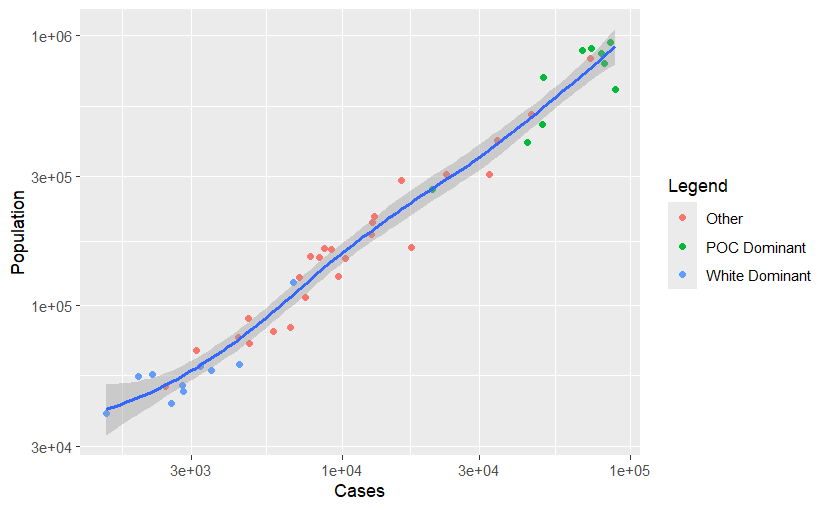 1e+06
3e+05
1e+05
3e+04
Population
3e+03
1e+04
3e+04
1e+05
Cases
Legend
Other
POC Dominant
White Dominant